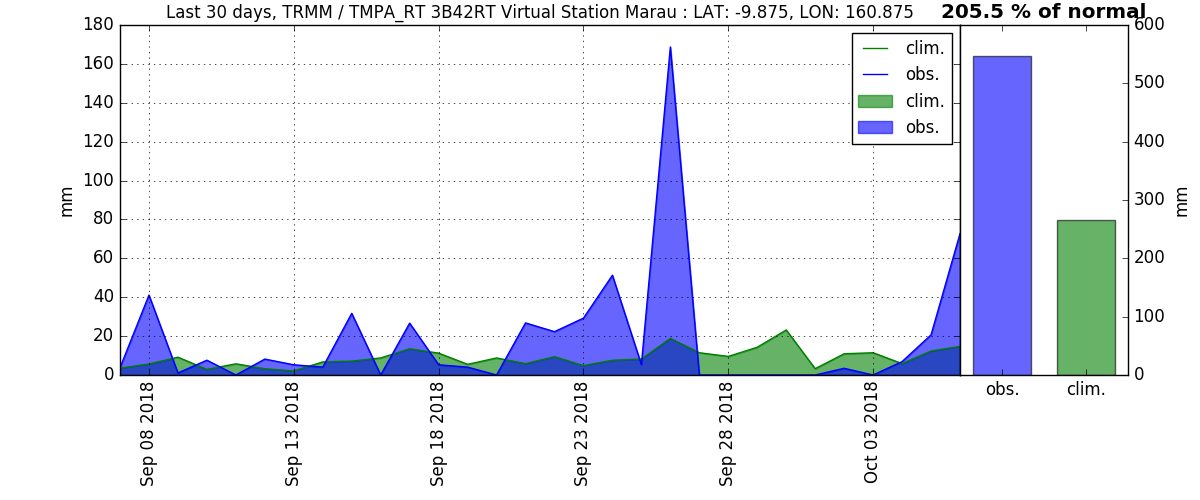 Last 30 days, TRMM / TMPA_RT 3B42RT Virtual Station Marau : LAT: -9.875, LON: 160.875
205.5 % of normal
180
160
140
120
100
80
60
40
20
0
mm
clim.
obs.
clim.
obs.
600
500
400
300
200
100
0
mm
Sep 08 2018
Sep 13 2018
Sep 18 2018
Sep 23 2018
Sep 28 2018
Oct 03 2018
obs.
clim.